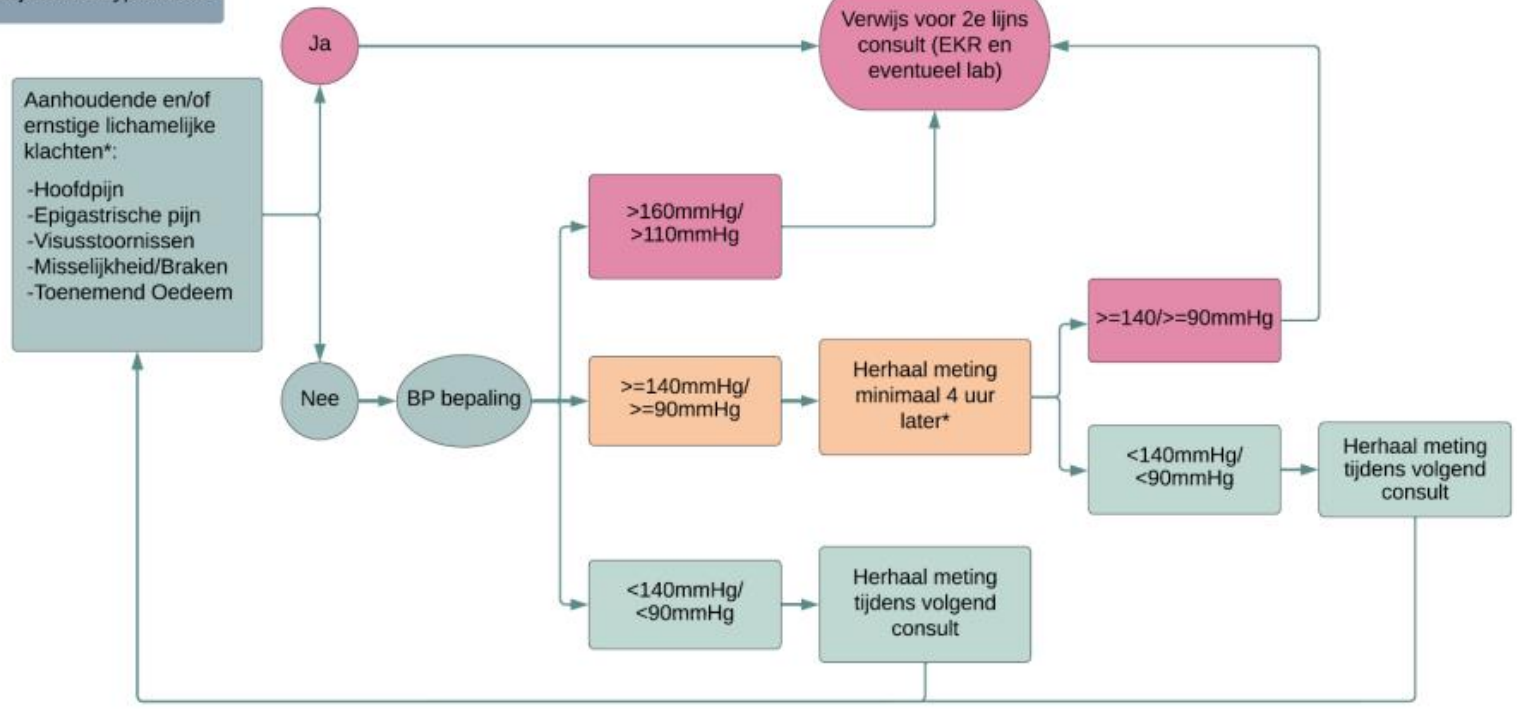 Ja
Verwijs voor 2e lijns
consult (EKR en
eventueel lab)
Aanhoudende en/of
ernstige lichamelijke
klachten*:
-Hoofdpijn
-Epigastrische pijn
-Visusstoornissen
-Misselijkheid/Braken
-Toenemend Oedeem
>160mmHg/
>110mmHg
>=140/>=90mmHg
Nee
BP bepaling
>=140mmHg/
>=90mmHg
Herhaal meting
minimaal 4 uur
later*
<140mmHg/
<90mmHg
Herhaal meting
tijdens volgend
consult
<140mmHg/
<90mmHg
Herhaal meting
tijdens volgend
consult